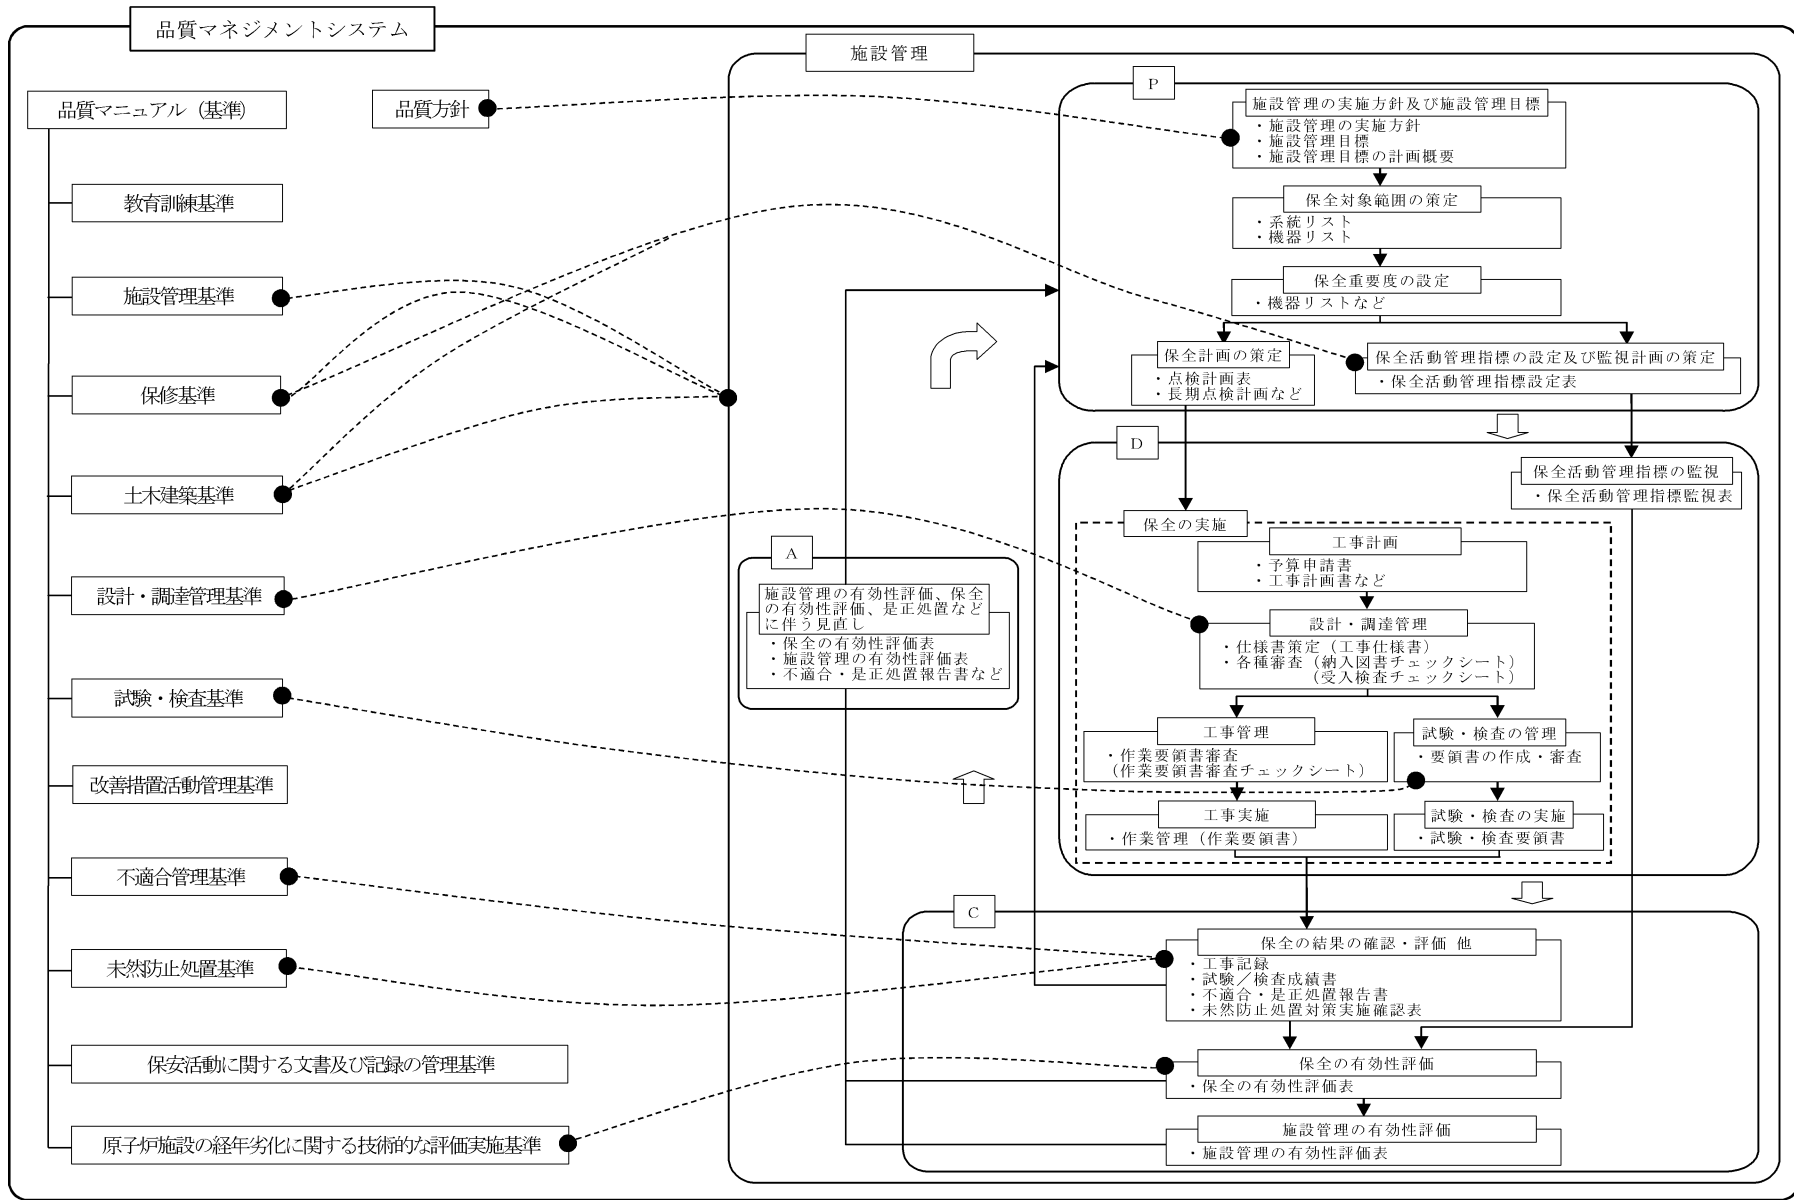 品質マネジメントシステム
品質マニュアル（基準）
教育訓練基準
施設管理基準
保修基準
土木建築基準
設計・調達管理基準
試験・検査基準
改善措置活動管理基準
不適合管理基準
未然防止処置基準
保安活動に関する文書及び記録の管理基準
原子炉施設の経年劣化に関する技術的な評価実施基準
品質方針
施設管理
P
施設管理の実施方針及び施設管理目標
・施設管理の実施方針
・施設管理目標
・施設管理目標の計画概要
保全対象範囲の策定
・系統リスト
・機器リスト
保全重要度の設定
・機器リストなど
保全計画の策定
・点検計画表
・長期点検計画など
保全活動管理指標の設定及び監視計画の策定
・保全活動管理指標設定表
D
保全活動管理指標の監視
・保全活動管理指標監視表
保全の実施
工事計画
・予算申請書
・工事計画書など
設計・調達管理
・仕様書策定（工事仕様書）
・各種審査（納入図書チェックシート）
（受入検査チェックシート）
工事管理
・作業要領書審査
（作業要領書審査チェックシート）
試験・検査の管理
・要領書の作成・審査
工事実施
・作業管理（作業要領書）
試験・検査の実施
・試験・検査要領書
A
施設管理の有効性評価、保全
の有効性評価、是正処置など
に伴う見直し
・保全の有効性評価表
・施設管理の有効性評価表
・不適合・是正処置報告書など
C
保全の結果の確認・評価 他
・工事記録
・試験／検査成績書
・不適合・是正処置報告書
・未然防止処置対策実施確認表
保全の有効性評価
・保全の有効性評価表
施設管理の有効性評価
・施設管理の有効性評価表